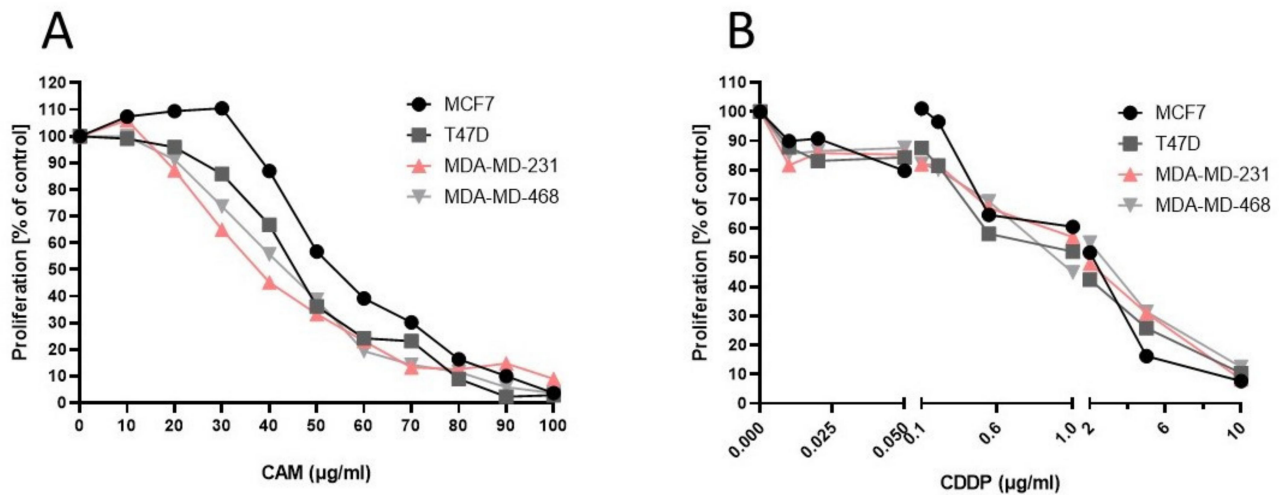 A
Proliferation [% of control]
120
110
100
90
80
70
60
50
40
30
20
10
0
0 10 20 30 40 50 60 70 80 90 100
CAM (µg/ml)
MCF7
T47D
MDA-MD-231
MDA-MD-468
B
Proliferation [% of control]
110
100
90
80
70
60
50
40
30
20
10
0
0.000 0.025 0.050 0.1 0.6 1.0 2 6 10
CDDP (µg/ml)
MCF7
T47D
MDA-MD-231
MDA-MD-468